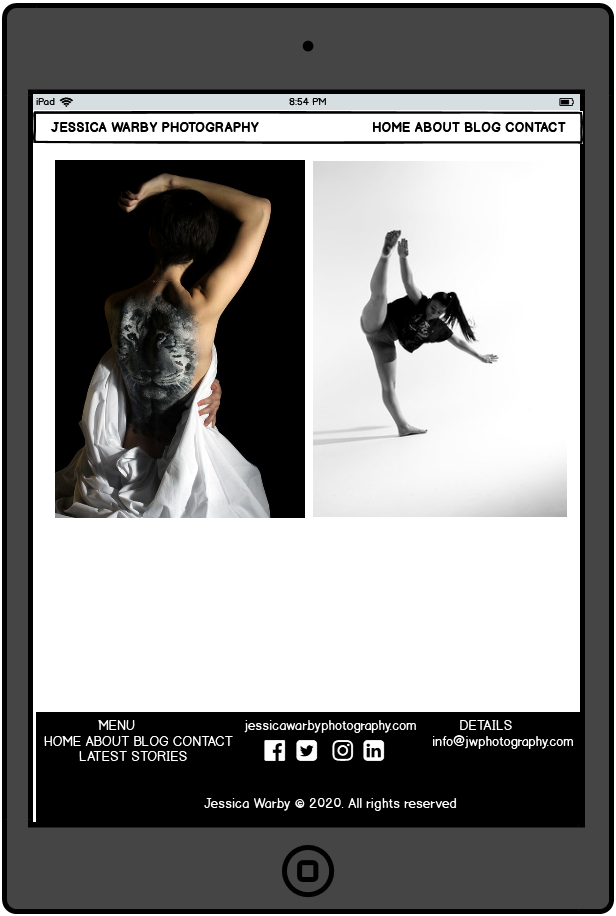 iPad 8:54 PM
JESSICA WARBY PHOTOGRAPHY HOME ABOUT BLOG CONTACT
MENU jessicawarbyphotography.com DETAILS
HOME ABOUT BLOG CONTACT info@jwphotography.com
LATEST STORIES
Jessica Warby © 2020. All rights reserved